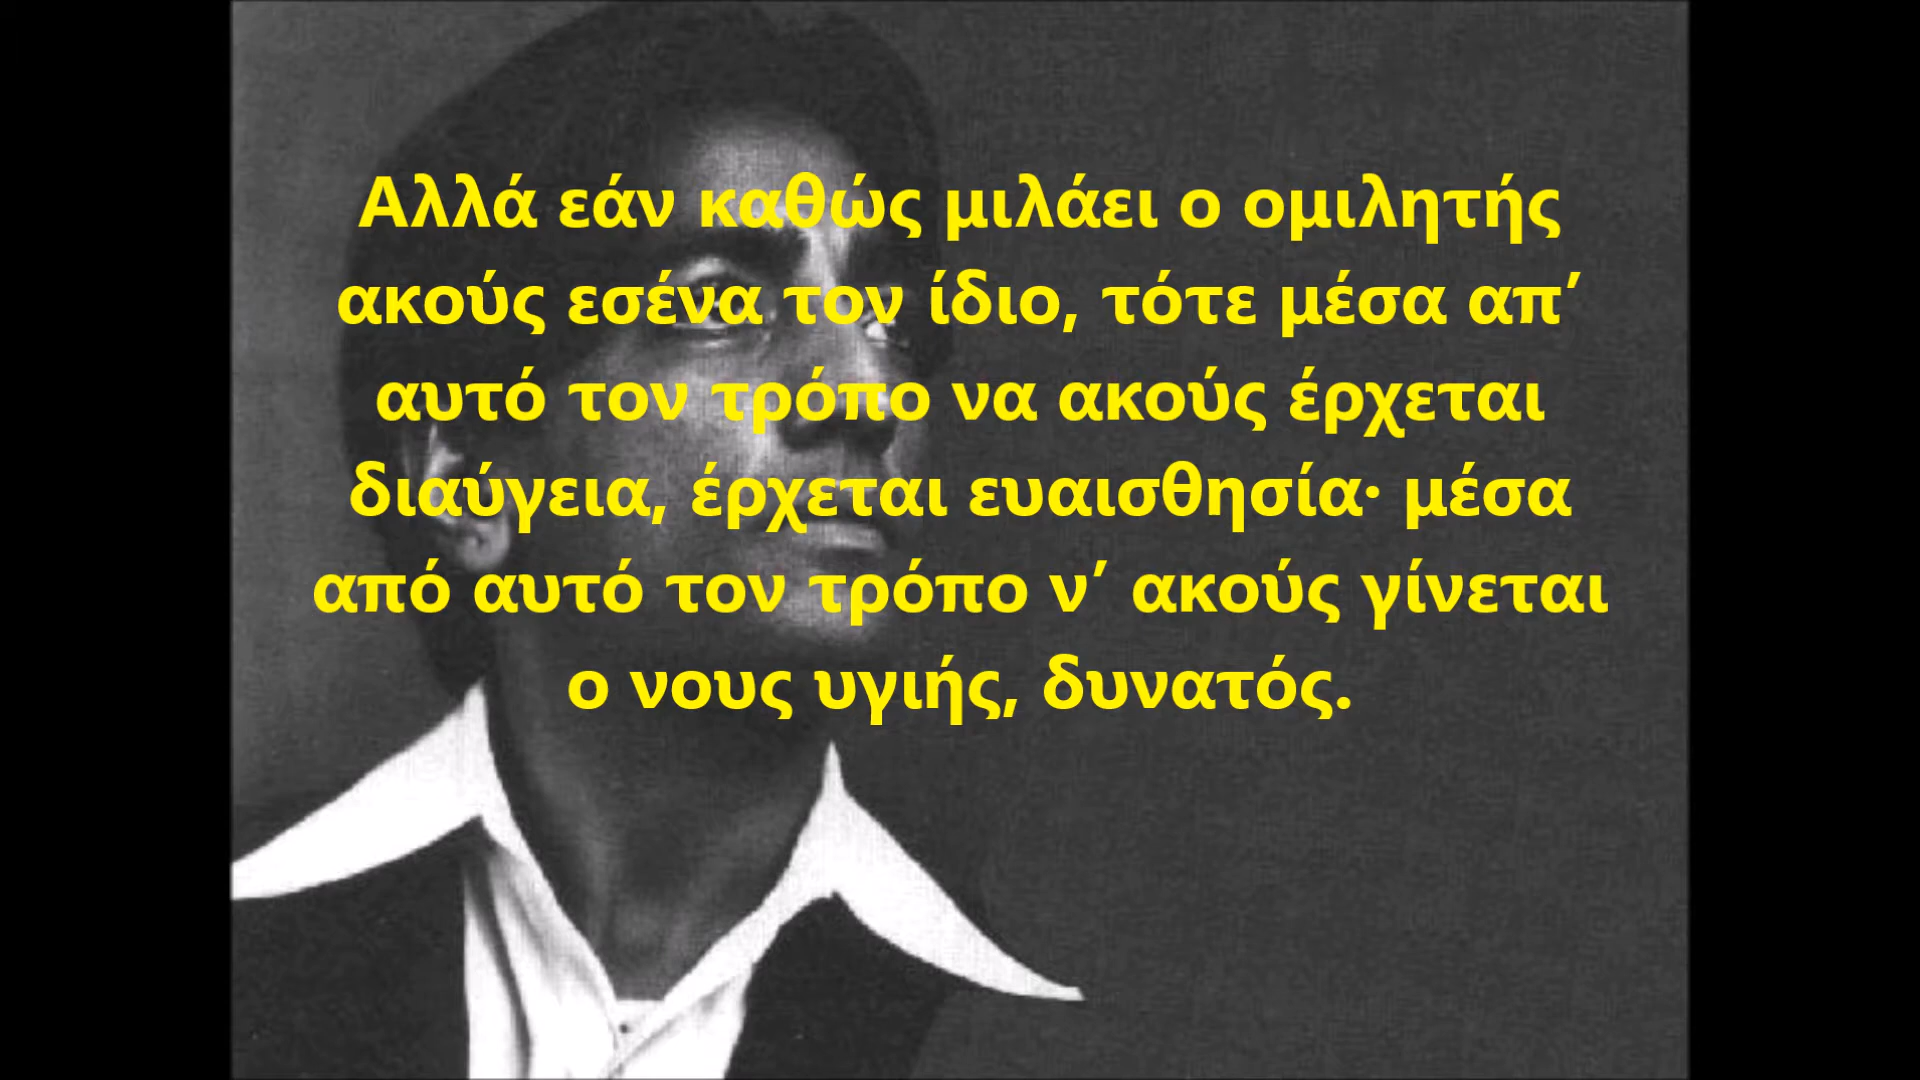 Αλλά εάν καθώς μιλάει ο ομιλητής
ακούς εσένα τον ίδιο, τότε μέσα απ’
αυτό τον τρόπο να ακούς έρχεται
διαύγεια, έρχεται ευαισθησία· μέσα
από αυτό τον τρόπο ν’ ακούς γίνεται
ο νους υγιής, δυνατός.